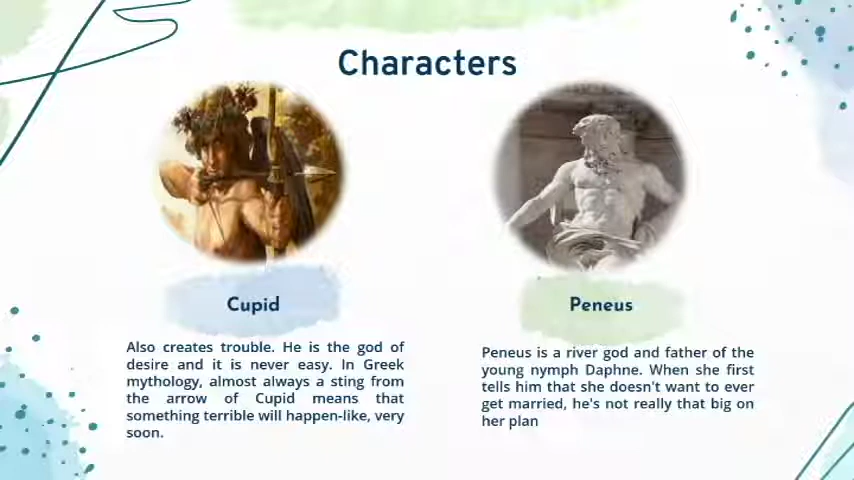 Characters
Cupid
Also creates trouble. He is the god of
desire and it is never easy. In Greek
mythology, almost always a sting from
the arrow of Cupid means that
something terrible will happen-like, very
soon.
Peneus
Peneus is a river god and father of the
young nymph Daphne. When she first
tells him that she doesn't want to ever
get married, he's not really that big on
her plan